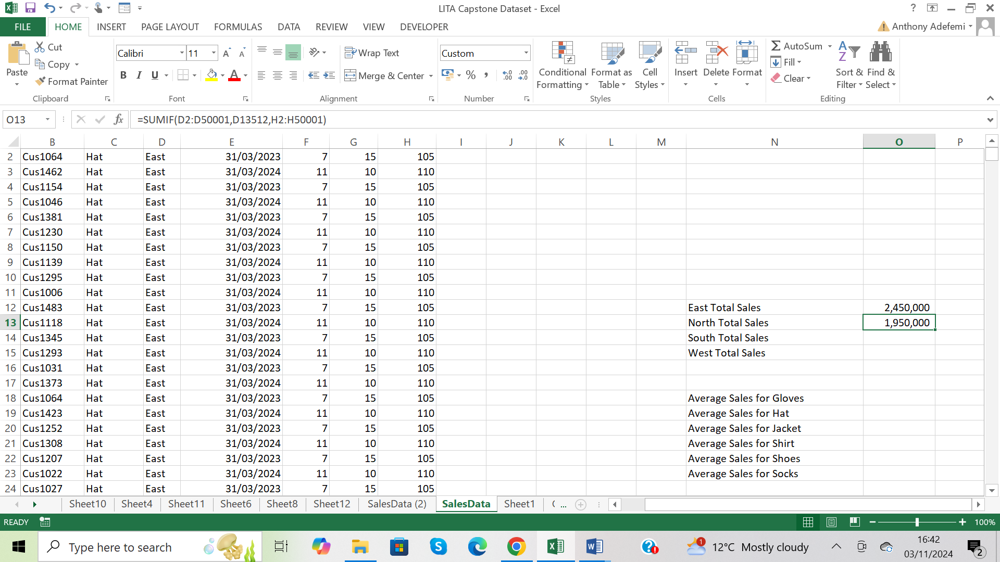 LITA Capstone Dataset - Excel
FILE HOME INSERT PAGE LAYOUT FORMULAS DATA REVIEW VIEW DEVELOPER Anthony Adefemi
Paste
Cut
Copy
Format Painter
Clipboard
Calibri 11
B I U
Font
Wrap Text
Merge & Center
Alignment
Custom
Number
Conditional Formatting
Format as Table
Cell Styles
Styles
Insert Delete Format
Cells
AutoSum
Fill
Clear
Sort & Filter
Find & Select
Editing
O13 fx =SUMIF(D2:D50001,D13512,H2:H50001)
B C D E F G H I J K L M N O P
2 Cus1064 Hat East 31/03/2023 7 15 105
3 Cus1462 Hat East 31/03/2024 11 10 110
4 Cus1154 Hat East 31/03/2023 7 15 105
5 Cus1046 Hat East 31/03/2024 11 10 110
6 Cus1381 Hat East 31/03/2023 7 15 105
7 Cus1230 Hat East 31/03/2024 11 10 110
8 Cus1150 Hat East 31/03/2023 7 15 105
9 Cus1139 Hat East 31/03/2024 11 10 110
10 Cus1295 Hat East 31/03/2023 7 15 105
11 Cus1006 Hat East 31/03/2024 11 10 110
12 Cus1483 Hat East 31/03/2023 7 15 105 East Total Sales 2,450,000
13 Cus1118 Hat East 31/03/2024 11 10 110 North Total Sales 1,950,000
14 Cus1345 Hat East 31/03/2023 7 15 105 South Total Sales
15 Cus1293 Hat East 31/03/2024 11 10 110 West Total Sales
16 Cus1031 Hat East 31/03/2023 7 15 105
17 Cus1373 Hat East 31/03/2024 11 10 110
18 Cus1064 Hat East 31/03/2023 7 15 105 Average Sales for Gloves
19 Cus1423 Hat East 31/03/2024 11 10 110 Average Sales for Hat
20 Cus1252 Hat East 31/03/2023 7 15 105 Average Sales for Jacket
21 Cus1308 Hat East 31/03/2024 11 10 110 Average Sales for Shirt
22 Cus1207 Hat East 31/03/2023 7 15 105 Average Sales for Shoes
23 Cus1022 Hat East 31/03/2024 11 10 110 Average Sales for Socks
24 Cus1027 Hat East 31/03/2023 7 15 105
Sheet10 Sheet4 Sheet11 Sheet6 Sheet8 Sheet12 SalesData (2) SalesData Sheet1 ...
READY 100%
Type here to search 12°C Mostly cloudy 16:42
03/11/2024 2